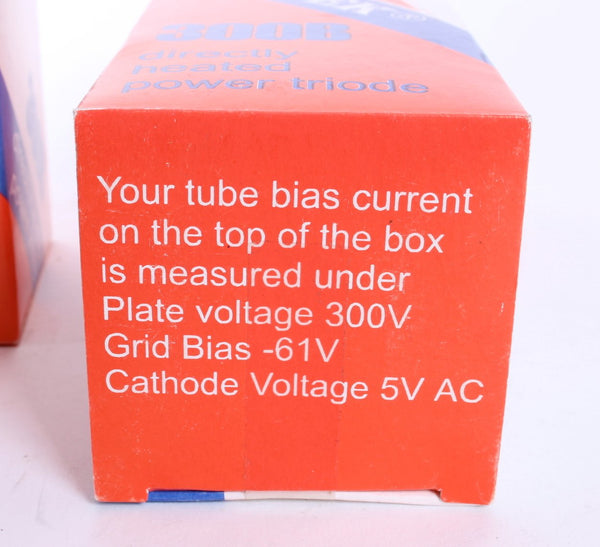 300B
directly
heated
power triode
Your tube bias current
on the top of the box
is measured under
Plate voltage 300V
Grid Bias -61V
Cathode Voltage 5V AC